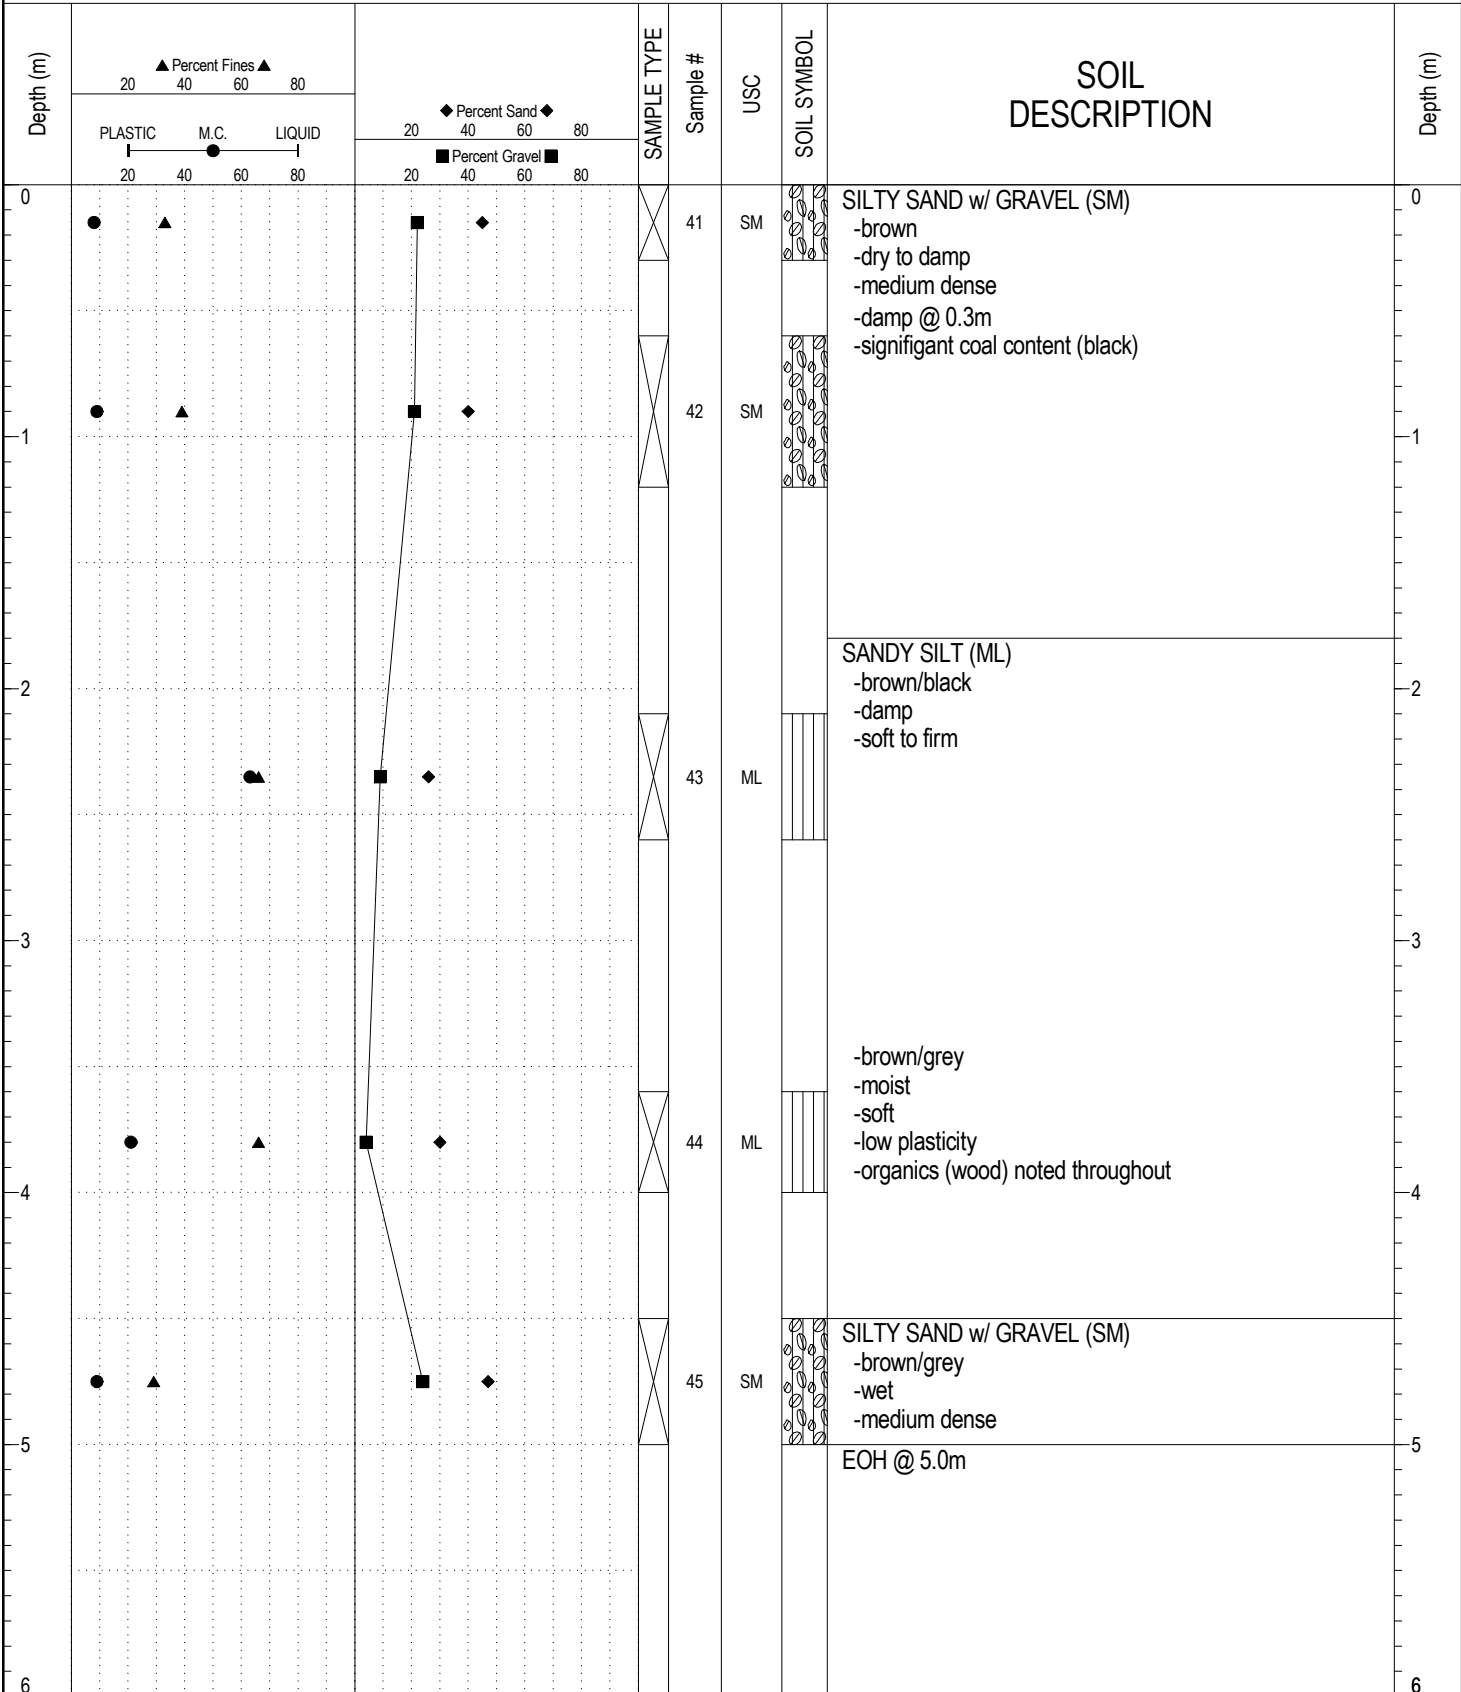 Depth (m)
▲ Percent Fines ▲
20 40 60 80
PLASTIC M.C. LIQUID
20 40 60 80
◆ Percent Sand ◆
20 40 60 80
■ Percent Gravel ■
20 40 60 80
SAMPLE TYPE
Sample #
USC
SOIL SYMBOL
SOIL
DESCRIPTION
Depth (m)
0 0
41 SM SILTY SAND w/ GRAVEL (SM)
-brown
-dry to damp
-medium dense
-damp @ 0.3m
-signifigant coal content (black)
42 SM
1 1
SANDY SILT (ML)
-brown/black
2 2
-damp
-soft to firm
43 ML
3 3
-brown/grey
-moist
-soft
44 ML -low plasticity
-organics (wood) noted throughout
4 4
SILTY SAND w/ GRAVEL (SM)
-brown/grey
45 SM -wet
-medium dense
5 5
EOH @ 5.0m
6 6